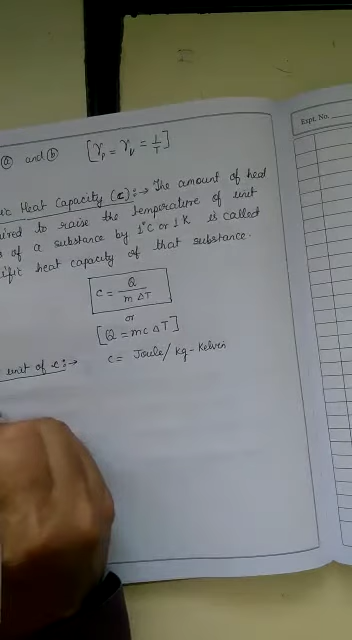 ⓐ and ⓑ [γp = γv = 1/T]
Expt. No.
Heat Capacity (c):→ The amount of heat
to raise the temperature of unit
of a substance by 1°C or 1 K is called
heat capacity of that substance.
c = Q / m ΔT
or
[Q = mc ΔT]
unit of c:→ c = Joule/kg-Kelvin